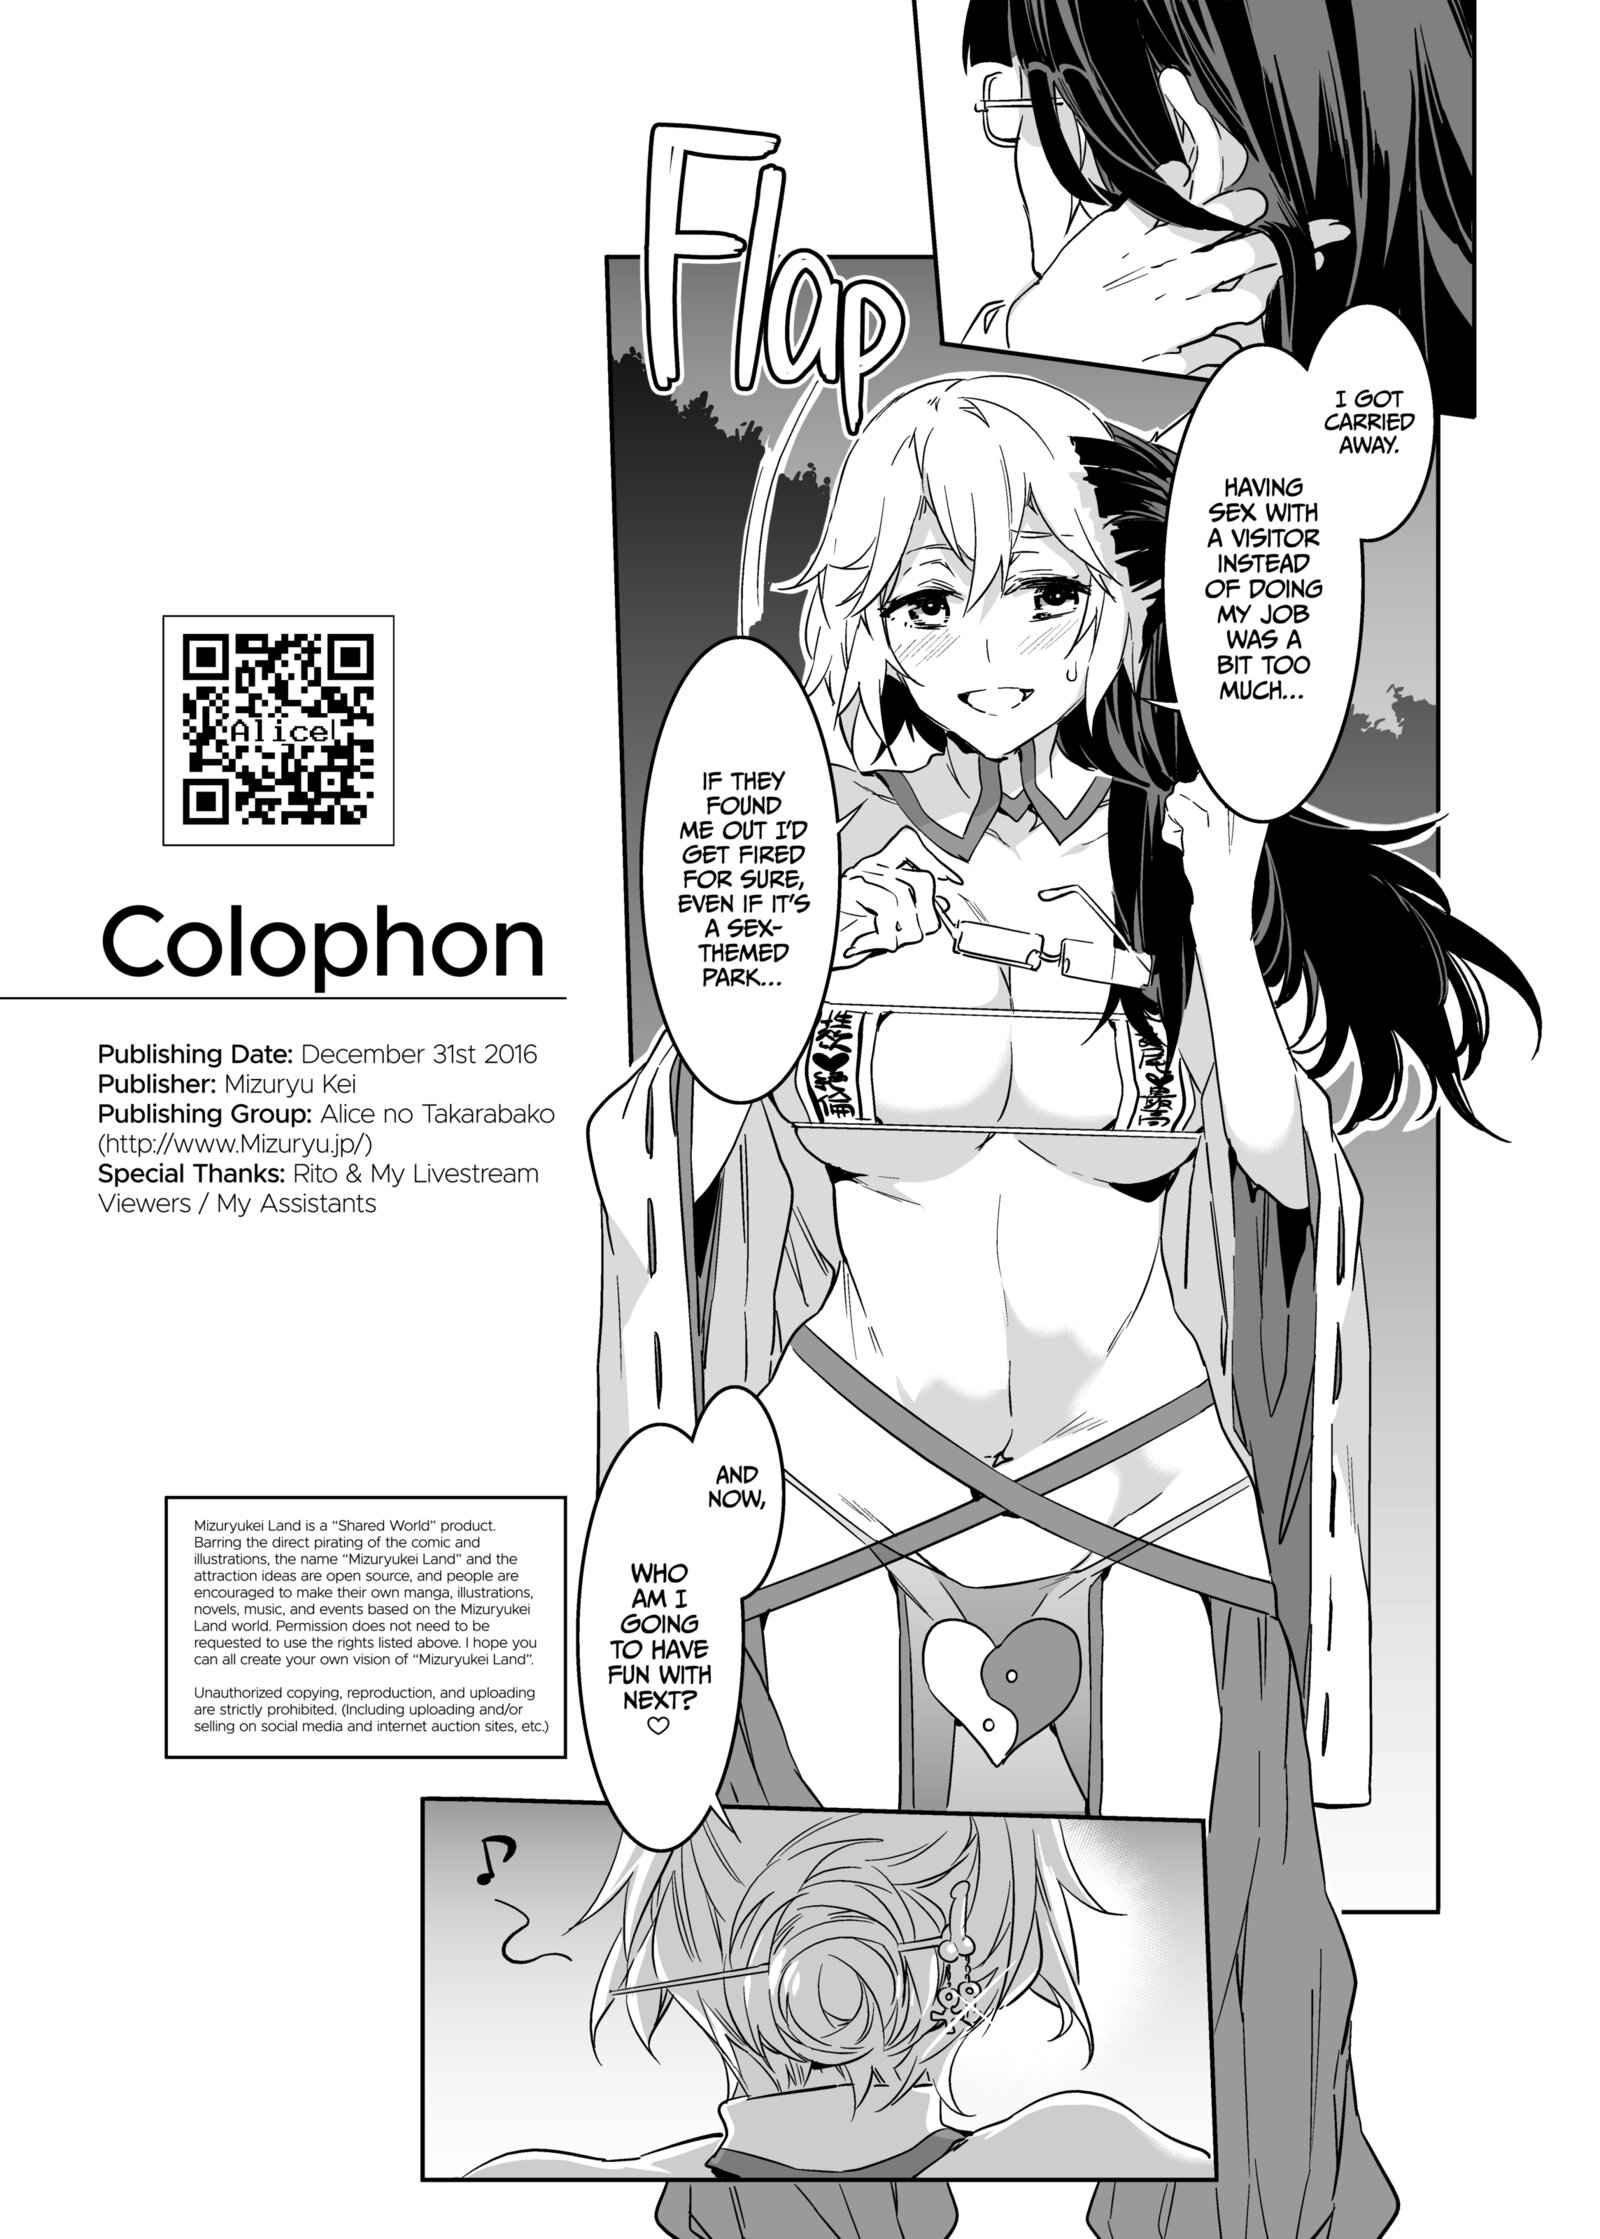 Flap
I GOT
CARRIED
AWAY.
HAVING
SEX WITH
A VISITOR
INSTEAD
OF DOING
MY JOB
WAS A
BIT TOO
MUCH...
IF THEY
FOUND
ME OUT I'D
GET FIRED
FOR SURE,
EVEN IF IT'S
A SEX-
THEMED
PARK...
AND
NOW,
WHO
AM I
GOING
TO HAVE
FUN WITH
NEXT?
♡
Alice
Colophon
Publishing Date: December 31st 2016
Publisher: Mizuryu Kei
Publishing Group: Alice no Takarabako
(http://www.Mizuryu.jp/)
Special Thanks: Rito & My Livestream
Viewers / My Assistants
Mizuryukei Land is a “Shared World” product.
Barring the direct pirating of the comic and
illustrations, the name “Mizuryukei Land” and the
attraction ideas are open source, and people are
encouraged to make their own manga, illustrations,
novels, music, and events based on the Mizuryukei
Land world. Permission does not need to be
requested to use the rights listed above. I hope you
can all create your own vision of “Mizuryukei Land”.
Unauthorized copying, reproduction, and uploading
are strictly prohibited. (Including uploading and/or
selling on social media and internet auction sites, etc.)